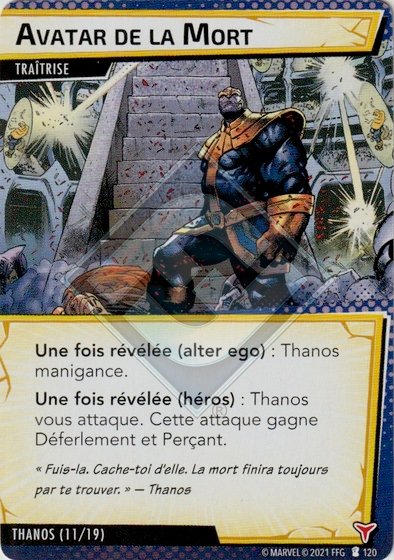 AVATAR DE LA MORT
TRAÎTRISE
Une fois révélée (alter ego) : Thanos
manigance.
Une fois révélée (héros) : Thanos
vous attaque. Cette attaque gagne
Déferlement et Perçant.
« Fuis-la. Cache-toi d'elle. La mort finira toujours
par te trouver. » — Thanos
THANOS (11/19)
© MARVEL © 2021 FFG 120